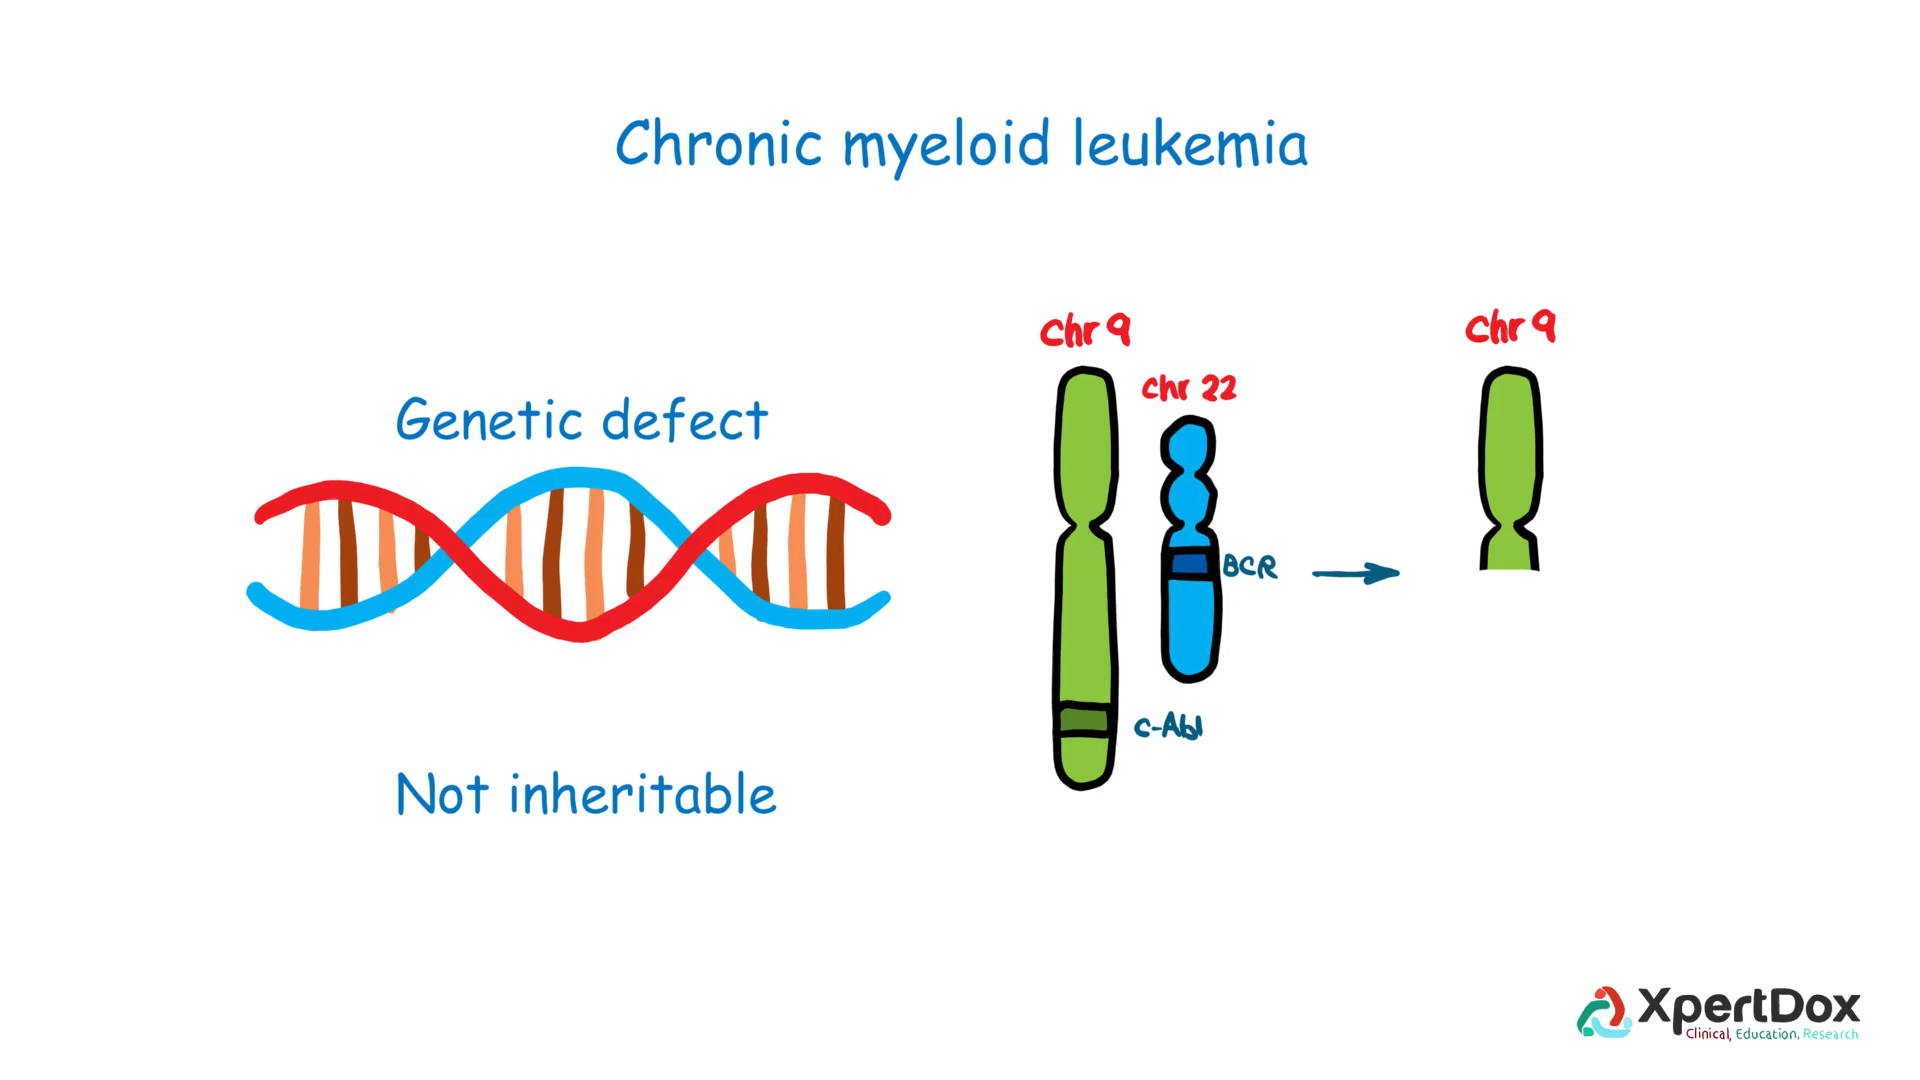 Chronic myeloid leukemia
Genetic defect
Not inheritable
Chr 9
Chr 22
BCR
C-Abl
Chr 9
XpertDox
Clinical, Education, Research